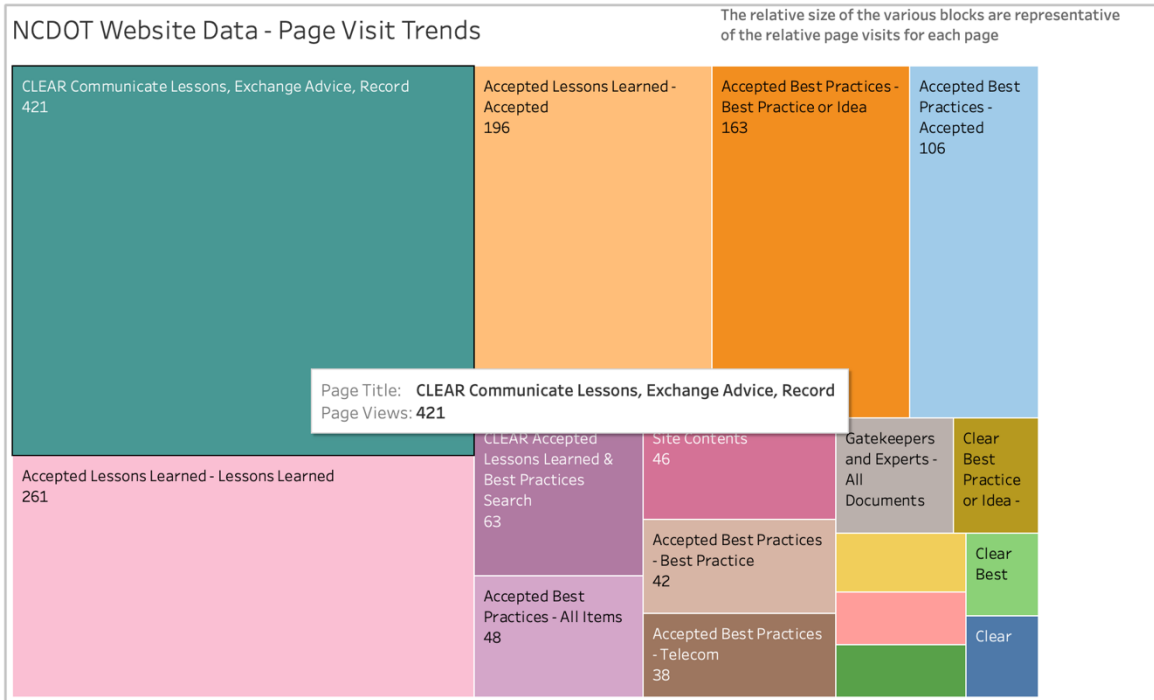 NCDOT Website Data - Page Visit Trends
The relative size of the various blocks are representative
of the relative page visits for each page
CLEAR Communicate Lessons, Exchange Advice, Record
421
Accepted Lessons Learned -
Accepted
196
Accepted Best Practices -
Best Practice or Idea
163
Accepted Best
Practices -
Accepted
106
Page Title: CLEAR Communicate Lessons, Exchange Advice, Record
Page Views: 421
Accepted Lessons Learned - Lessons Learned
261
CLEAR Accepted
Lessons Learned &
Best Practices
Search
63
Site Contents
46
Gatekeepers
and Experts -
All
Documents
Clear
Best
Practice
or Idea -
Accepted Best Practices
- Best Practice
42
Clear
Best
Accepted Best
Practices - All Items
48
Accepted Best Practices
- Telecom
38
Clear